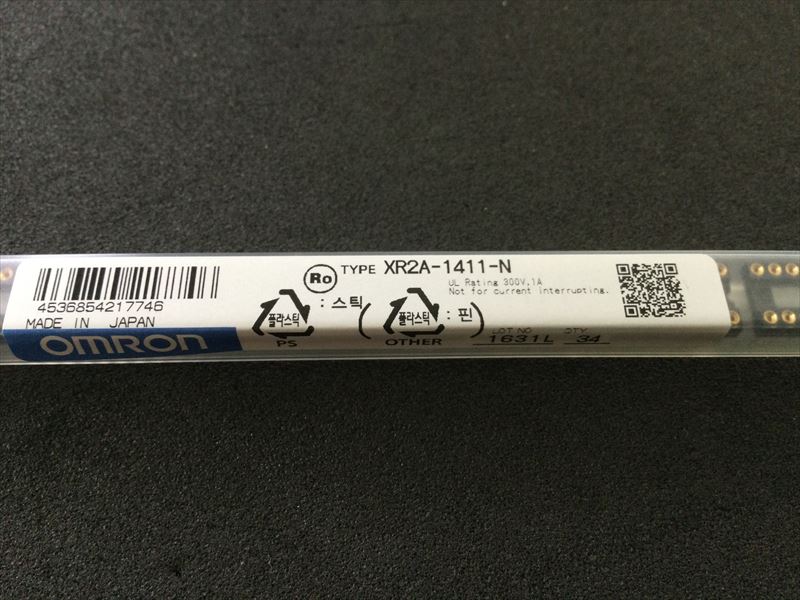 Ro TYPE XR2A-1411-N
UL Rating 300V,1A
Not for current interrupting.
4536854217746
MADE IN JAPAN
OMRON
플라스틱 : 스틱
PS
( 플라스틱 : 핀 )
OTHER
LOT NO QTY
1631L 34